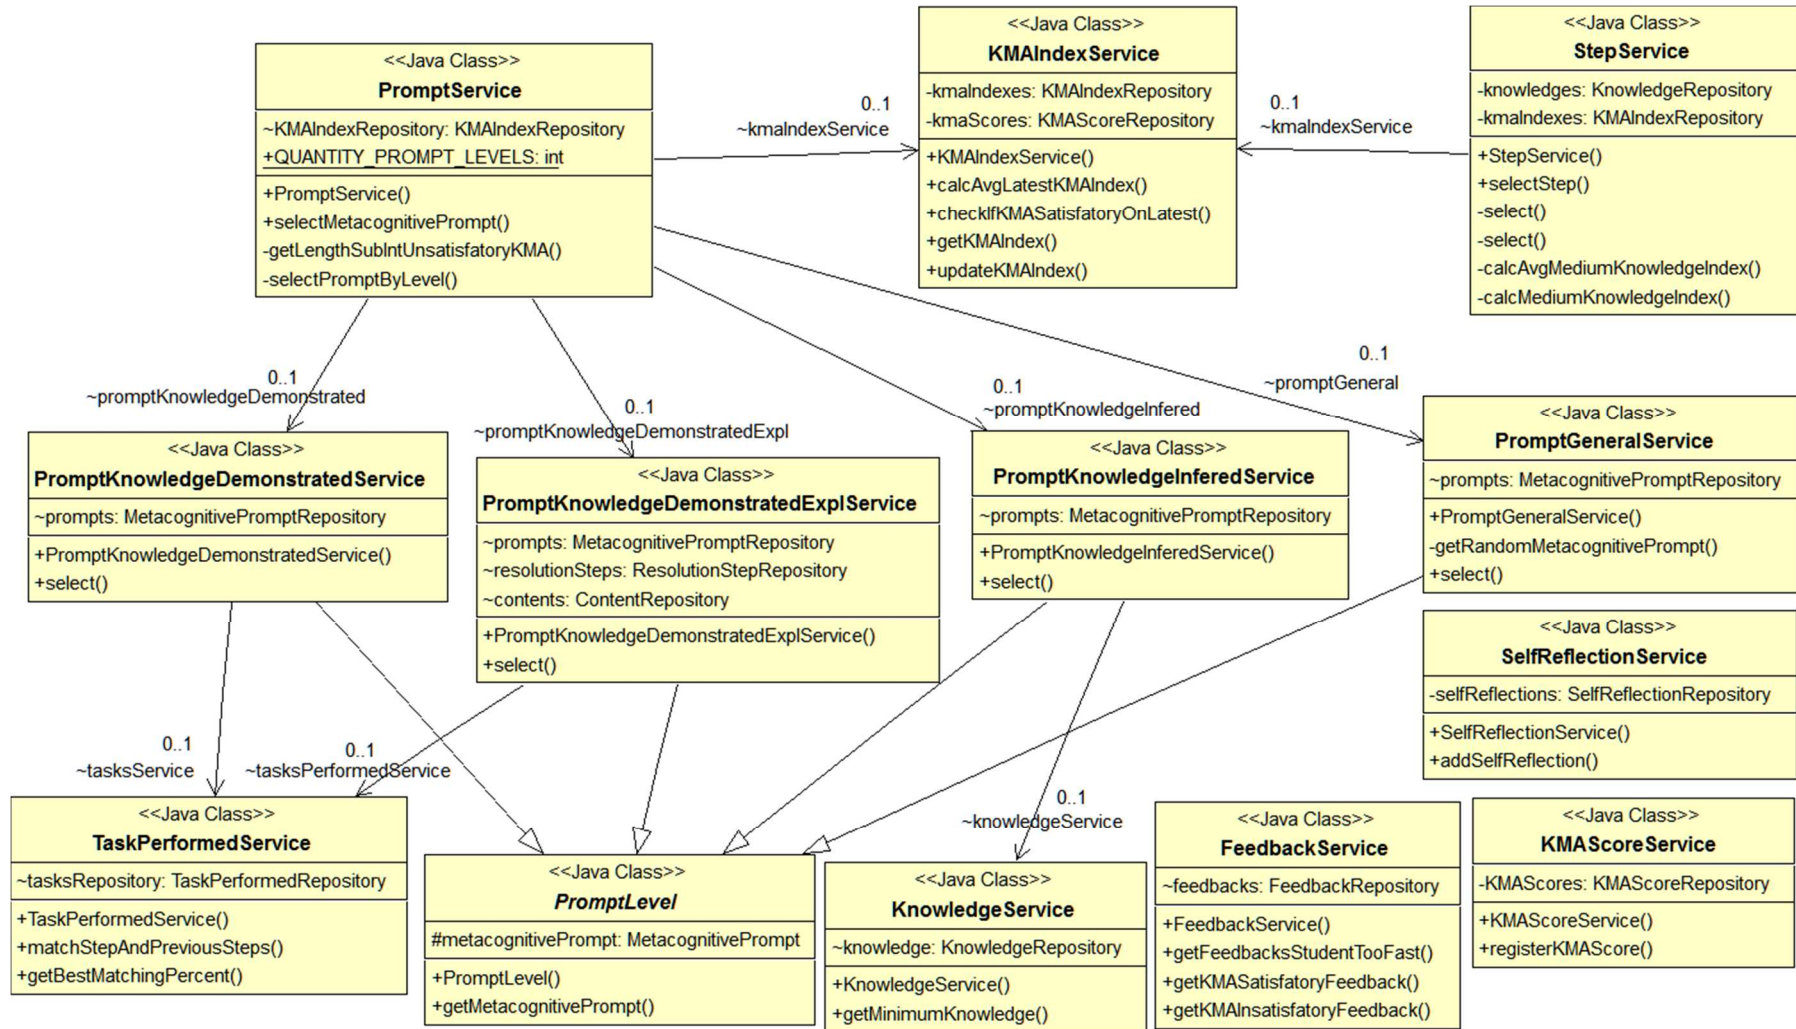 <<Java Class>>
PromptService
~KMAIndexRepository: KMAIndexRepository
+QUANTITY_PROMPT_LEVELS: int
+PromptService()
+selectMetacognitivePrompt()
-getLengthSubIntUnsatisfatoryKMA()
-selectPromptByLevel()
0..1
~kmaIndexService
<<Java Class>>
KMAIndexService
-kmaIndexes: KMAIndexRepository
-kmaScores: KMAScoreRepository
+KMAIndexService()
+calcAvgLatestKMAIndex()
+checkIfKMASatisfatoryOnLatest()
+getKMAIndex()
+updateKMAIndex()
0..1
~kmaIndexService
<<Java Class>>
StepService
-knowledges: KnowledgeRepository
-kmaIndexes: KMAIndexRepository
+StepService()
+selectStep()
-select()
-select()
-calcAvgMediumKnowledgeIndex()
-calcMediumKnowledgeIndex()
0..1
~promptKnowledgeDemonstrated
0..1
~promptKnowledgeDemonstratedExpl
0..1
~promptKnowledgeInfered
0..1
~promptGeneral
<<Java Class>>
PromptKnowledgeDemonstratedService
~prompts: MetacognitivePromptRepository
+PromptKnowledgeDemonstratedService()
+select()
<<Java Class>>
PromptKnowledgeDemonstratedExplService
~prompts: MetacognitivePromptRepository
~resolutionSteps: ResolutionStepRepository
~contents: ContentRepository
+PromptKnowledgeDemonstratedExplService()
+select()
<<Java Class>>
PromptKnowledgeInferedService
~prompts: MetacognitivePromptRepository
+PromptKnowledgeInferedService()
+select()
<<Java Class>>
PromptGeneralService
~prompts: MetacognitivePromptRepository
+PromptGeneralService()
-getRandomMetacognitivePrompt()
+select()
<<Java Class>>
SelfReflectionService
-selfReflections: SelfReflectionRepository
+SelfReflectionService()
+addSelfReflection()
0..1
~tasksService
0..1
~tasksPerformedService
0..1
~knowledgeService
<<Java Class>>
TaskPerformedService
~tasksRepository: TaskPerformedRepository
+TaskPerformedService()
+matchStepAndPreviousSteps()
+getBestMatchingPercent()
<<Java Class>>
PromptLevel
#metacognitivePrompt: MetacognitivePrompt
+PromptLevel()
+getMetacognitivePrompt()
<<Java Class>>
KnowledgeService
~knowledge: KnowledgeRepository
+KnowledgeService()
+getMinimumKnowledge()
<<Java Class>>
FeedbackService
~feedbacks: FeedbackRepository
+FeedbackService()
+getFeedbacksStudentTooFast()
+getKMASatisfatoryFeedback()
+getKMAInsatisfatoryFeedback()
<<Java Class>>
KMAScoreService
-KMAScores: KMAScoreRepository
+KMAScoreService()
+registerKMAScore()